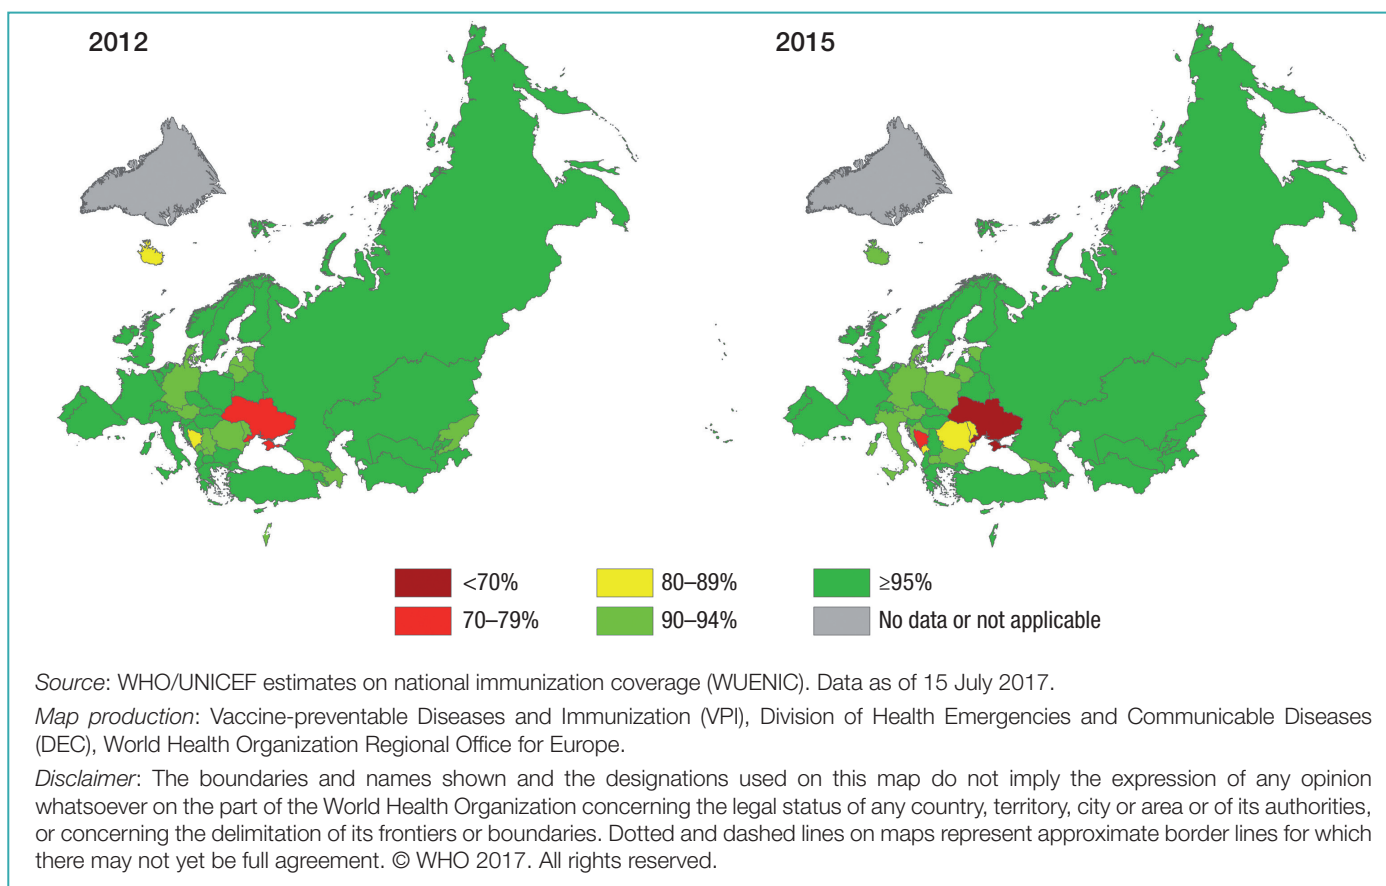 2012
2015
<70%
80–89%
≥95%
70–79%
90–94%
No data or not applicable
Source: WHO/UNICEF estimates on national immunization coverage (WUENIC). Data as of 15 July 2017.
Map production: Vaccine-preventable Diseases and Immunization (VPI), Division of Health Emergencies and Communicable Diseases
(DEC), World Health Organization Regional Office for Europe.
Disclaimer: The boundaries and names shown and the designations used on this map do not imply the expression of any opinion
whatsoever on the part of the World Health Organization concerning the legal status of any country, territory, city or area or of its authorities,
or concerning the delimitation of its frontiers or boundaries. Dotted and dashed lines on maps represent approximate border lines for which
there may not yet be full agreement. © WHO 2017. All rights reserved.